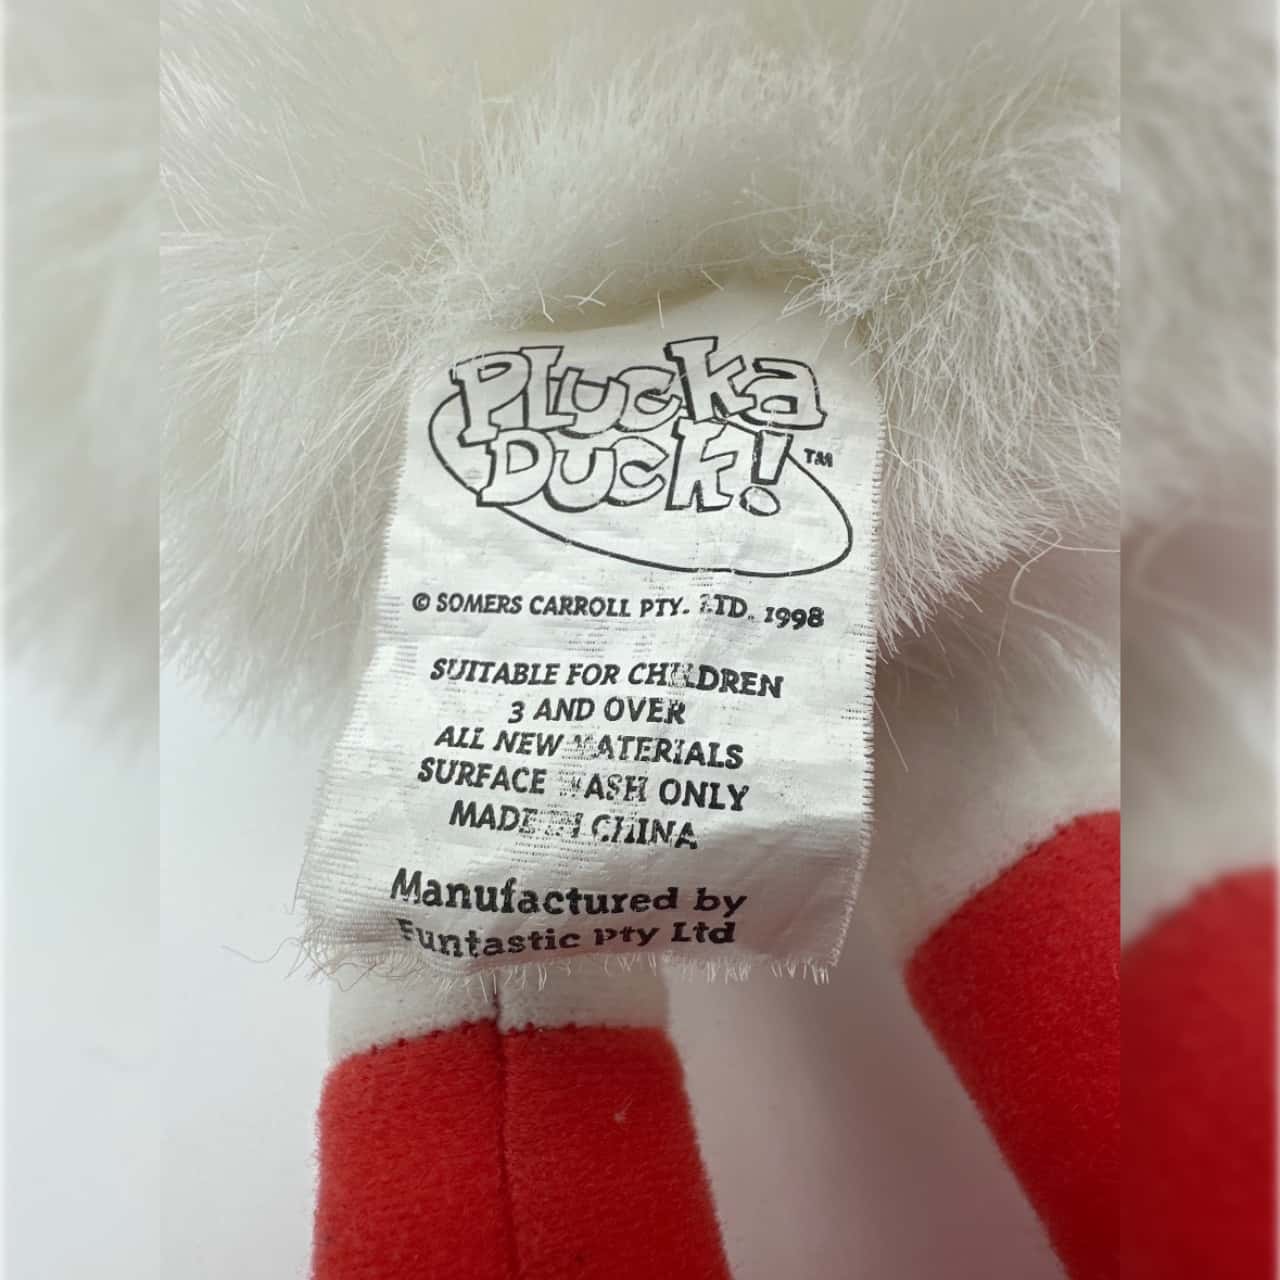 PLUCKA
DUCK! TM
© SOMERS CARROLL PTY. LTD. 1998
SUITABLE FOR CHILDREN
3 AND OVER
ALL NEW MATERIALS
SURFACE WASH ONLY
MADE IN CHINA
Manufactured by
Funtastic Pty Ltd